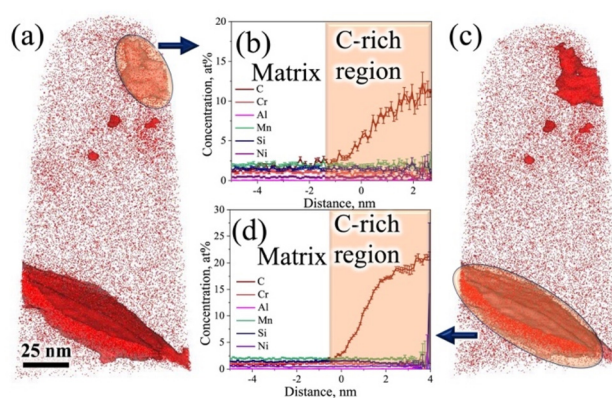 (a)
25 nm
(b)
C-rich
region
Matrix
Concentration, at%
20
15
10
5
0
C
Cr
Al
Mn
Si
Ni
-4
-2
0
2
Distance, nm
(d)
C-rich
region
Matrix
Concentration, at%
30
25
20
15
10
5
0
C
Cr
Al
Mn
Si
Ni
-4
-2
0
2
4
Distance, nm
(c)